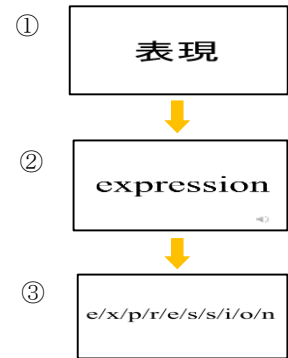 ①
表現
②
expression
③
e/x/p/r/e/s/s/i/o/n